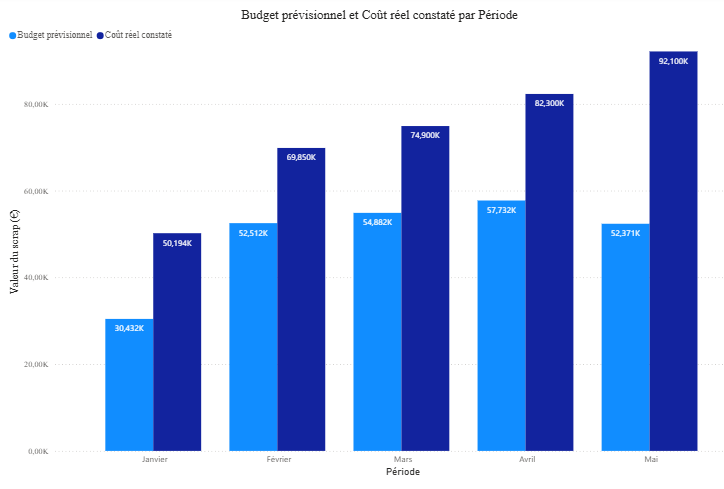 Budget prévisionnel et Coût réel constaté par Période
Budget prévisionnel Coût réel constaté
Valeur du scrap (€)
80,00K
60,00K
40,00K
20,00K
0,00K
30,432K
50,194K
52,512K
69,850K
54,882K
74,900K
57,732K
82,300K
52,371K
92,100K
Janvier Février Mars Avril Mai
Période